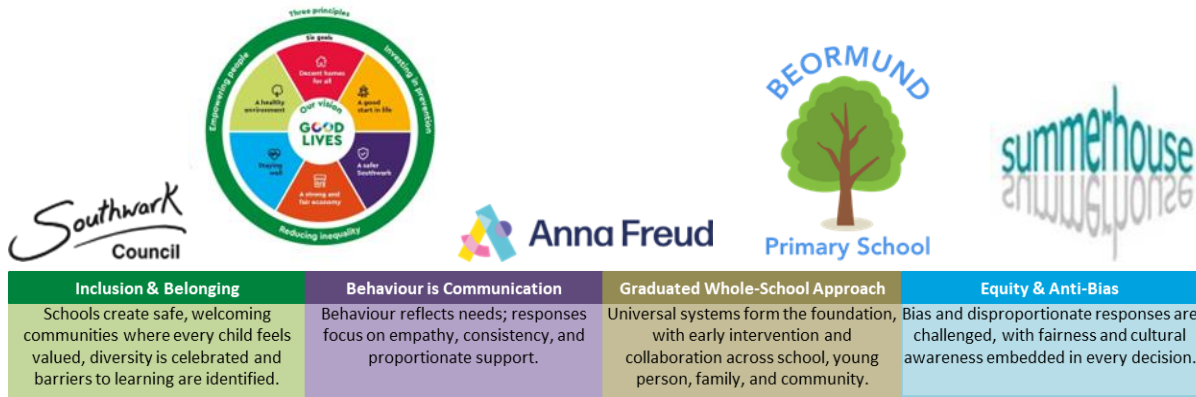 Three principles
Six goals
Empowering people
Investing in prevention
Reducing inequality
Decent homes
for all
A good
start in life
A safer
Southwark
A strong and
fair economy
Staying
well
A healthy
environment
Our vision
GOOD
LIVES
Southwark
Council
Anna Freud
BEORMUND
Primary School
summerhouse
Inclusion & Belonging
Schools create safe, welcoming
communities where every child feels
valued, diversity is celebrated and
barriers to learning are identified.
Behaviour is Communication
Behaviour reflects needs; responses
focus on empathy, consistency, and
proportionate support.
Graduated Whole-School Approach
Universal systems form the foundation,
with early intervention and
collaboration across school, young
person, family, and community.
Equity & Anti-Bias
Bias and disproportionate responses are
challenged, with fairness and cultural
awareness embedded in every decision.